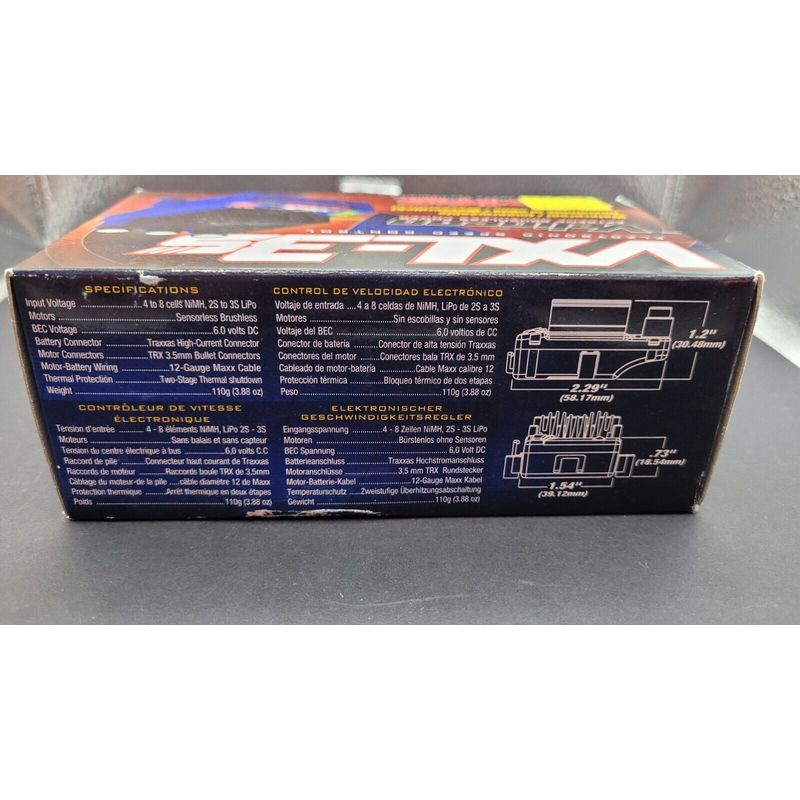 ELECTRONIC SPEED CONTROL
VXL-3s
SPECIFICATIONS
Input Voltage ........ 4 to 8 cells NiMH, 2S to 3S LiPo
Motors ........ Sensorless Brushless
BEC Voltage ........ 6.0 volts DC
Battery Connector ........ Traxxas High-Current Connector
Motor Connectors ........ TRX 3.5mm Bullet Connectors
Motor-Battery Wiring ........ 12-Gauge Maxx Cable
Thermal Protection ........ Two-Stage Thermal shutdown
Weight ........ 110g (3.88 oz)
CONTROL DE VELOCIDAD ELECTRÓNICO
Voltaje de entrada .... 4 a 8 celdas de NiMH, LiPo de 2S a 3S
Motores ........ Sin escobillas y sin sensores
Voltaje del BEC ........ 6.0 voltios de CC
Conector de bateria ........ Conector de alta tensión Traxxas
Conectores del motor ........ Conectores bala TRX de 3.5 mm
Cableado de motor-batería ........ Cable Maxx calibre 12
Protección térmica ........ Bloqueo térmico de dos etapas
Peso ........ 110g (3.88 oz)
CONTRÔLEUR DE VITESSE
ÉLECTRONIQUE
Tension d'entrée ........ 4 - 8 éléments NiMH, LiPo 2S - 3S
Moteurs ........ Sans balais et sans capteur
Tension du centre électrique à bus ........ 6,0 volts C.C
Raccord de pile ........ Connecteur haut courant de Traxxas
Raccords de moteur ........ Raccords boule TRX de 3,5mm
Câblage du moteur-de la pile ..... câble diamètre 12 de Maxx
Protection thermique ........ Arrêt thermique en deux étapes
Poids ........ 110g (3.88 oz)
ELEKTRONISCHER
GESCHWINDIGKEITSREGLER
Eingangsspannung ........ 4 - 8 Zellen NiMH, 2S - 3S LiPo
Motoren ........ Bürstenlos ohne Sensoren
BEC Spannung ........ 6,0 Volt DC
Batterieanschluss ........ Traxxas Hochstromanschluss
Motoranschlüsse ........ 3.5 mm TRX Rundstecker
Motor-Batterie-Kabel ........ 12-Gauge Maxx Kabel
Temperaturschutz ........ Zweistufige Überhitzungsabschaltung
Gewicht ........ 110g (3.88 oz)
1.2"
(30.48mm)
2.29"
(58.17mm)
.73"
(18.54mm)
1.54"
(39.12mm)